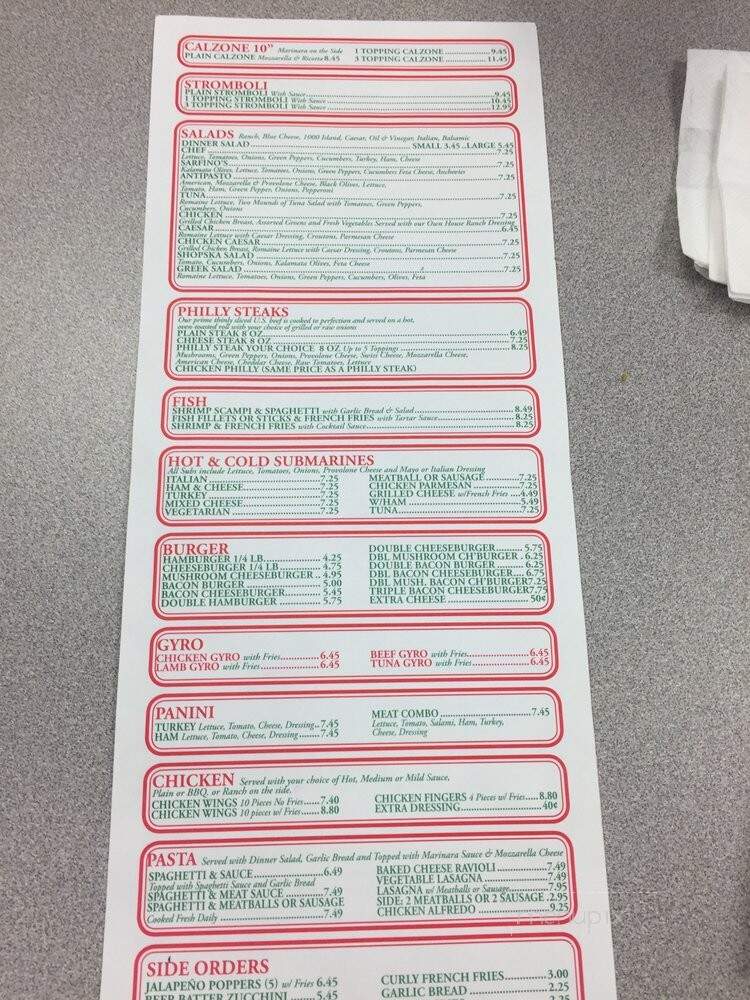 CALZONE 10" Marinara on the Side
PLAIN CALZONE Mozzarella & Ricotta 8.45
1 TOPPING CALZONE 9.45
3 TOPPING CALZONE 11.45
STROMBOLI
PLAIN STROMBOLI With Sauce 9.45
1 TOPPING STROMBOLI With Sauce 10.45
3 TOPPING STROMBOLI With Sauce 12.95
SALADS Ranch, Blue Cheese, 1000 Island, Caesar, Oil & Vinegar, Italian, Balsamic
DINNER SALAD SMALL 3.45 ..LARGE 5.45
CHEF 7.25
Lettuce, Tomatoes, Onions, Green Peppers, Cucumbers, Turkey, Ham, Cheese
SARFINO'S 7.25
Kalamata Olives, Lettuce, Tomatoes, Onions, Green Peppers, Cucumbers Feta Cheese, Anchovies
ANTIPASTO 7.25
American, Mozzarella & Provolone Cheese, Black Olives, Lettuce,
Tomato, Ham, Green Pepper, Onions, Pepperoni
TUNA 7.25
Romaine Lettuce, Two Mounds of Tuna Salad with Tomatoes, Green Peppers,
Cucumbers, Onions
CHICKEN 7.25
Grilled Chicken Breast, Assorted Greens and Fresh Vegetables Served with our Own House Ranch Dressing
CAESAR 6.45
Romaine Lettuce with Caesar Dressing, Croutons, Parmesan Cheese
CHICKEN CAESAR 7.25
Grilled Chicken Breast, Romaine Lettuce with Caesar Dressing, Croutons, Parmesan Cheese
SHOPSKA SALAD 7.25
Tomato, Cucumbers, Onions, Kalamata Olives, Feta Cheese
GREEK SALAD 7.25
Romaine Lettuce, Tomatoes, Onions, Green Peppers, Cucumbers, Olives, Feta
PHILLY STEAKS
Our prime thinly sliced U.S. beef is cooked to perfection and served on a hot,
oven toasted roll with your choice of grilled or raw onions
PLAIN STEAK 8 OZ. 6.49
CHEESE STEAK 8 OZ. 7.25
PHILLY STEAK YOUR CHOICE 8 OZ. Up to 5 Toppings 8.25
Mushrooms, Green Peppers, Onions, Provolone Cheese, Swiss Cheese, Mozzarella Cheese,
American Cheese, Cheddar Cheese, Raw Tomatoes, Lettuce
CHICKEN PHILLY (SAME PRICE AS A PHILLY STEAK)
FISH
SHRIMP SCAMPI & SPAGHETTI with Garlic Bread & Salad 8.49
FISH FILLETS OR STICKS & FRENCH FRIES with Tartar Sauce 8.25
SHRIMP & FRENCH FRIES with Cocktail Sauce 8.25
HOT & COLD SUBMARINES
All Subs include Lettuce, Tomatoes, Onions, Provolone Cheese and Mayo or Italian Dressing
ITALIAN 7.25
HAM & CHEESE 7.25
TURKEY 7.25
MIXED CHEESE 7.25
VEGETARIAN 7.25
MEATBALL OR SAUSAGE 7.25
CHICKEN PARMESAN 7.25
GRILLED CHEESE w/French Fries 4.49
W/HAM 5.49
TUNA 7.25
BURGER
HAMBURGER 1/4 LB. 4.25
CHEESEBURGER 1/4 LB 4.75
MUSHROOM CHEESEBURGER 4.95
BACON BURGER 5.00
BACON CHEESEBURGER 5.45
DOUBLE HAMBURGER 5.75
DOUBLE CHEESEBURGER 5.75
DBL MUSHROOM CH'BURGER 6.25
DOUBLE BACON BURGER 6.25
DBL BACON CHEESEBURGER 6.75
DBL MUSH. BACON CH'BURGER 7.25
TRIPLE BACON CHEESEBURGER 7.75
EXTRA CHEESE 50¢
GYRO
CHICKEN GYRO with Fries 6.45
LAMB GYRO with Fries 6.45
BEEF GYRO with Fries 6.45
TUNA GYRO with Fries 6.45
PANINI
TURKEY Lettuce, Tomato, Cheese, Dressing 7.45
HAM Lettuce, Tomato, Cheese, Dressing 7.45
MEAT COMBO 7.45
Lettuce, Tomato, Salami, Ham, Turkey,
Cheese, Dressing
CHICKEN Served with your choice of Hot, Medium or Mild Sauce,
Plain or BBQ, or Ranch on the side.
CHICKEN WINGS 10 Pieces No Fries 7.40
CHICKEN WINGS 10 pieces w/ Fries 8.80
CHICKEN FINGERS 4 Pieces w/ Fries 8.80
EXTRA DRESSING 40¢
PASTA Served with Dinner Salad, Garlic Bread and Topped with Marinara Sauce & Mozzarella Cheese
SPAGHETTI & SAUCE 6.49
Topped with Spaghetti Sauce and Garlic Bread
SPAGHETTI & MEAT SAUCE 7.49
SPAGHETTI & MEATBALLS OR SAUSAGE
Cooked Fresh Daily 7.49
BAKED CHEESE RAVIOLI 7.49
VEGETABLE LASAGNA 7.49
LASAGNA w/ Meatballs or Sausage 7.95
SIDE: 2 MEATBALLS OR 2 SAUSAGE 2.95
CHICKEN ALFREDO 9.25
SIDE ORDERS
JALAPEÑO POPPERS (5) w/ Fries 6.45
BEER BATTER ZUCCHINI 5.45
CURLY FRENCH FRIES 3.00
GARLIC BREAD 2.25